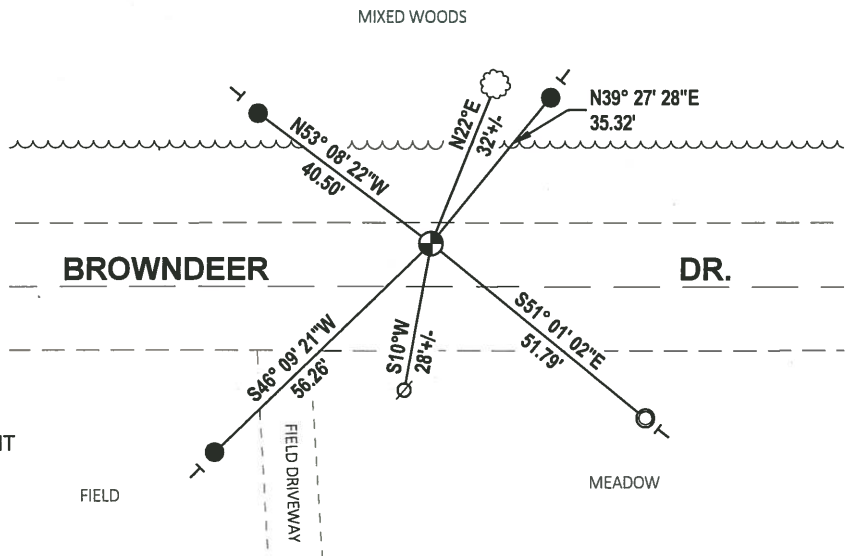 MIXED WOODS
N53° 08' 22"W
40.50'
N22°E
32'+/-
N39° 27' 28"E
35.32'
BROWNDEER DR.
S46° 09' 21"W
56.26'
S10°W
28'+/-
S51° 01' 02"E
51.79'
FIELD DRIVEWAY
FIELD
MEADOW